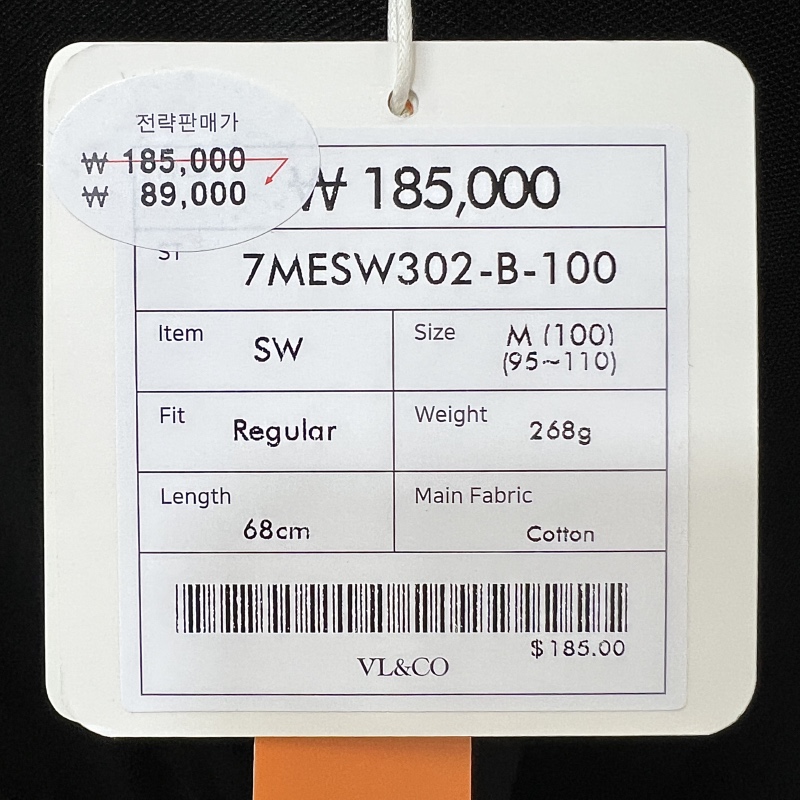 전략판매가
₩ 185,000
₩ 89,000
₩ 185,000
7MESW302-B-100
Item SW
Size M (100)
(95~110)
Fit Regular
Weight 268g
Length 68cm
Main Fabric Cotton
$185.00
VL&CO